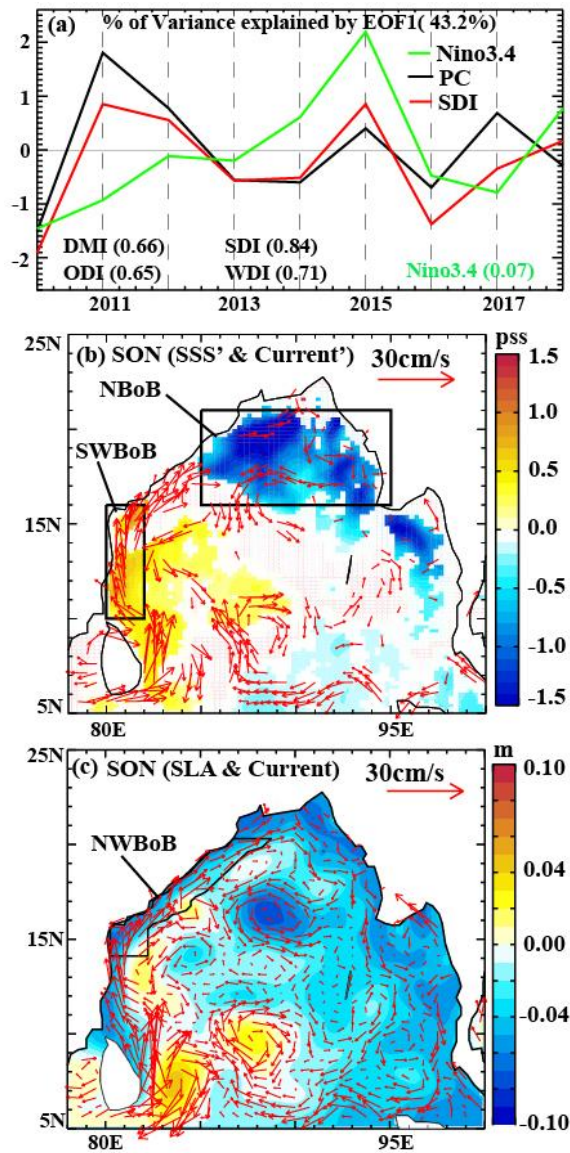 (a) % of Variance explained by EOF1( 43.2%)
2
1
0
-1
-2
Nino3.4
PC
SDI
DMI (0.66) SDI (0.84)
ODI (0.65) WDI (0.71) Nino3.4 (0.07)
2011 2013 2015 2017
(b) SON (SSS' & Current')
30cm/s
NBoB
SWBoB
25N
15N
5N
80E 95E
pss
1.5
1.0
0.5
0.0
-0.5
-1.0
-1.5
(c) SON (SLA & Current)
30cm/s
NWBoB
25N
15N
5N
80E 95E
m
0.10
0.04
0.00
-0.04
-0.10